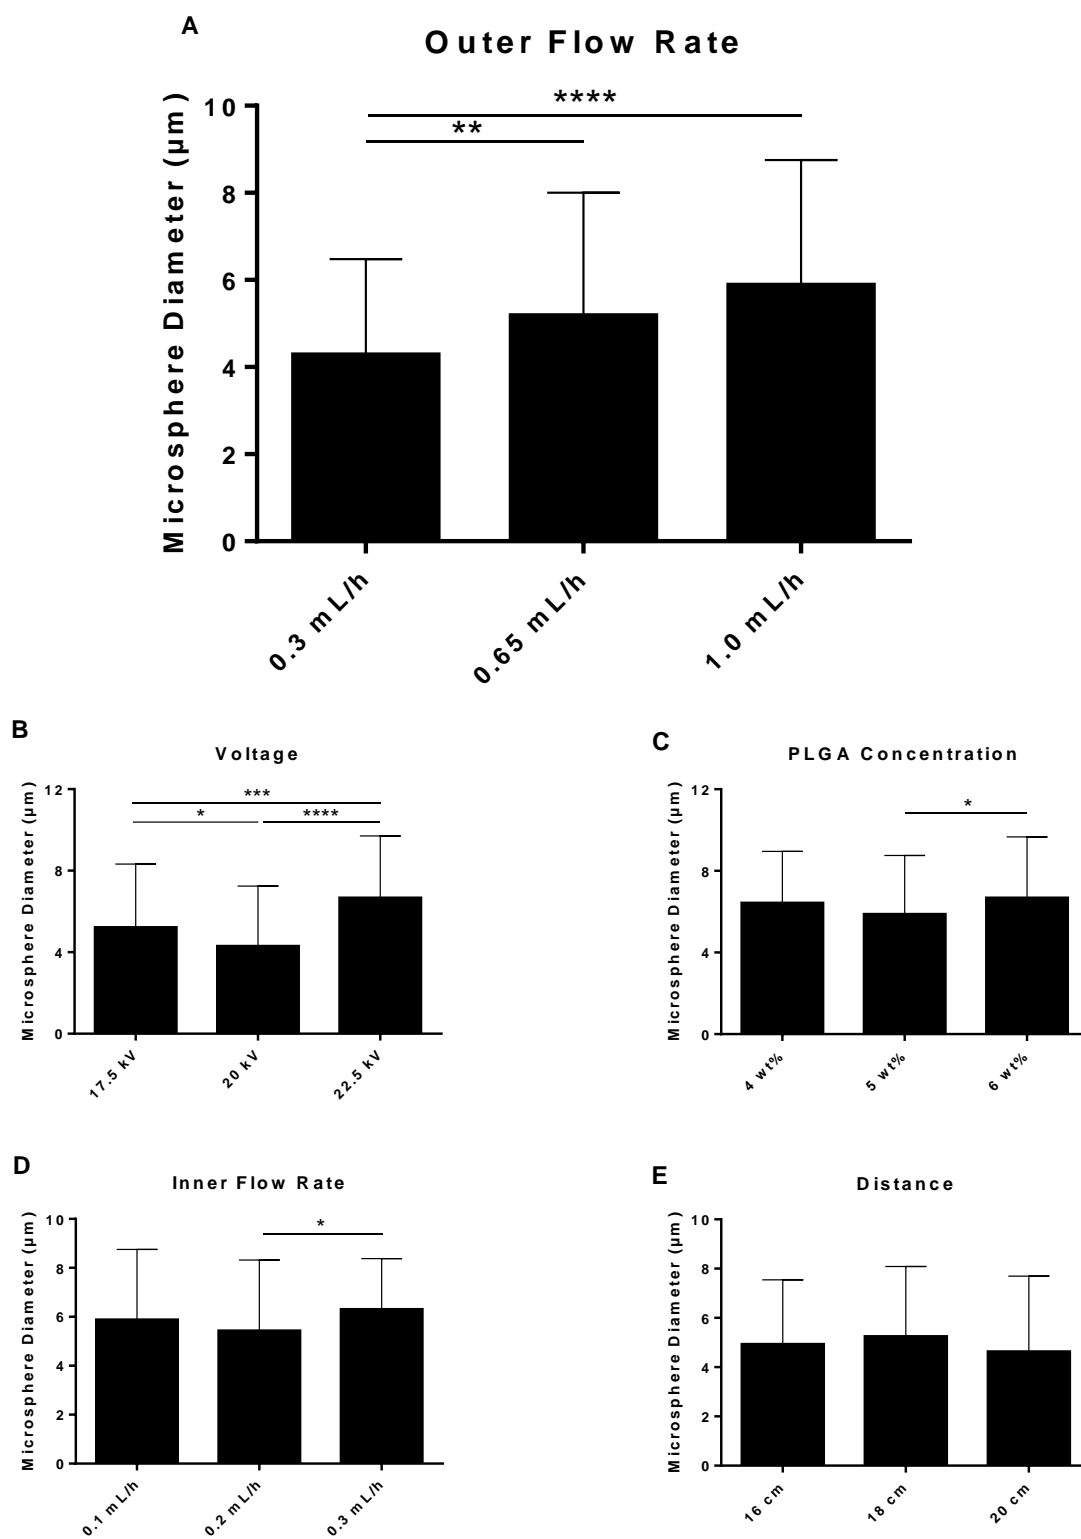 A
Outer Flow Rate
Microsphere Diameter (µm)
10
8
6
4
2
0
****
**
0.3 mL/h
0.65 mL/h
1.0 mL/h
B
Voltage
Microsphere Diameter (µm)
12
8
4
0
***
*
****
17.5 kV
20 kV
22.5 kV
C
PLGA Concentration
Microsphere Diameter (µm)
12
8
4
0
*
4 wt%
5 wt%
6 wt%
D
Inner Flow Rate
Microsphere Diameter (µm)
10
8
6
4
2
0
*
0.1 mL/h
0.2 mL/h
0.3 mL/h
E
Distance
Microsphere Diameter (µm)
10
8
6
4
2
0
16 cm
18 cm
20 cm